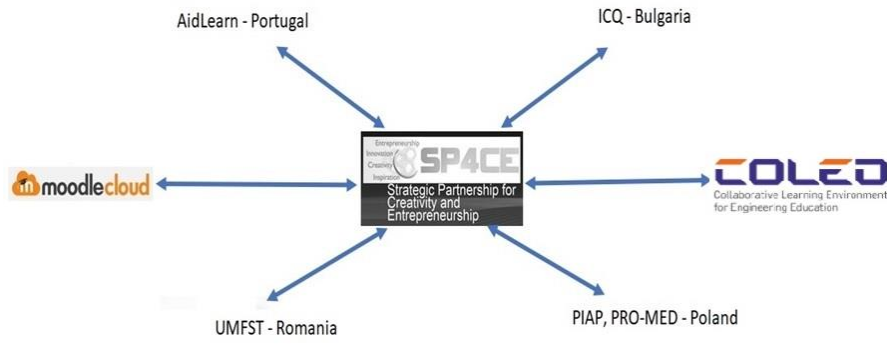 AidLearn - Portugal
ICQ - Bulgaria
Entrepreneurship
Innovation
Creativity
Inspiration
SP4CE
Strategic Partnership for
Creativity and
Entrepreneurship
moodlecloud
COLED
Collaborative Learning Environment
for Engineering Education
UMFST - Romania
PIAP, PRO-MED - Poland